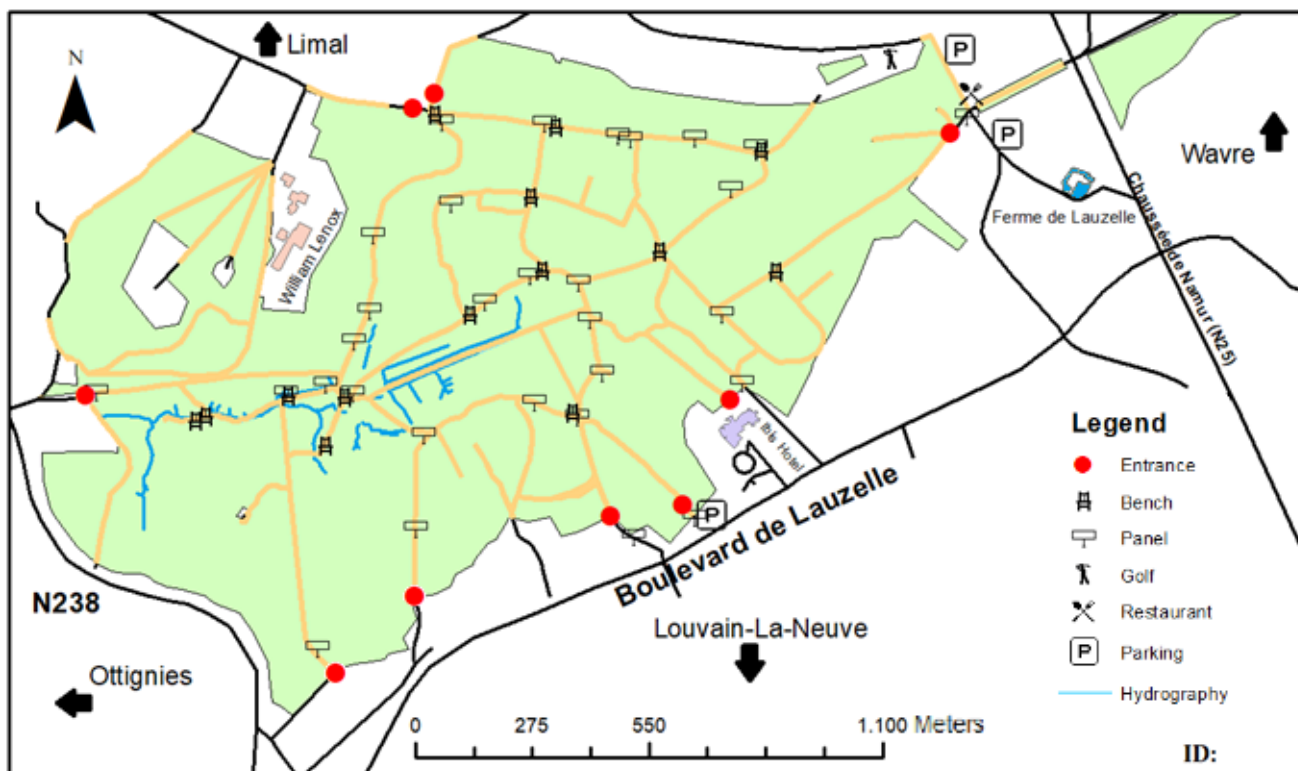 Limal
N
P
Wavre
P
Ferme de Lauzelle
Chaussée de Namur (N25)
William Lenox
Ibis Hotel
P
Boulevard de Lauzelle
N238
Ottignies
Louvain-La-Neuve
Legend
Entrance
Bench
Panel
Golf
Restaurant
P Parking
Hydrography
0 275 550 1.100 Meters
ID: